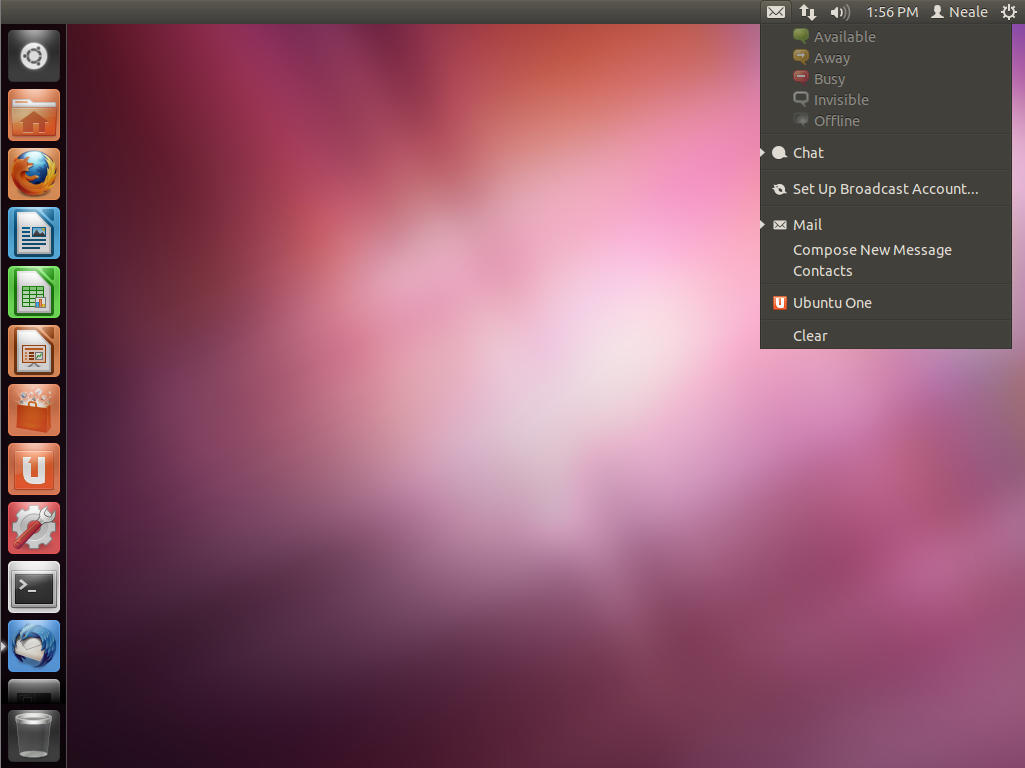 1:56 PM Neale
Available
Away
Busy
Invisible
Offline
Chat
Set Up Broadcast Account...
Mail
Compose New Message
Contacts
Ubuntu One
Clear